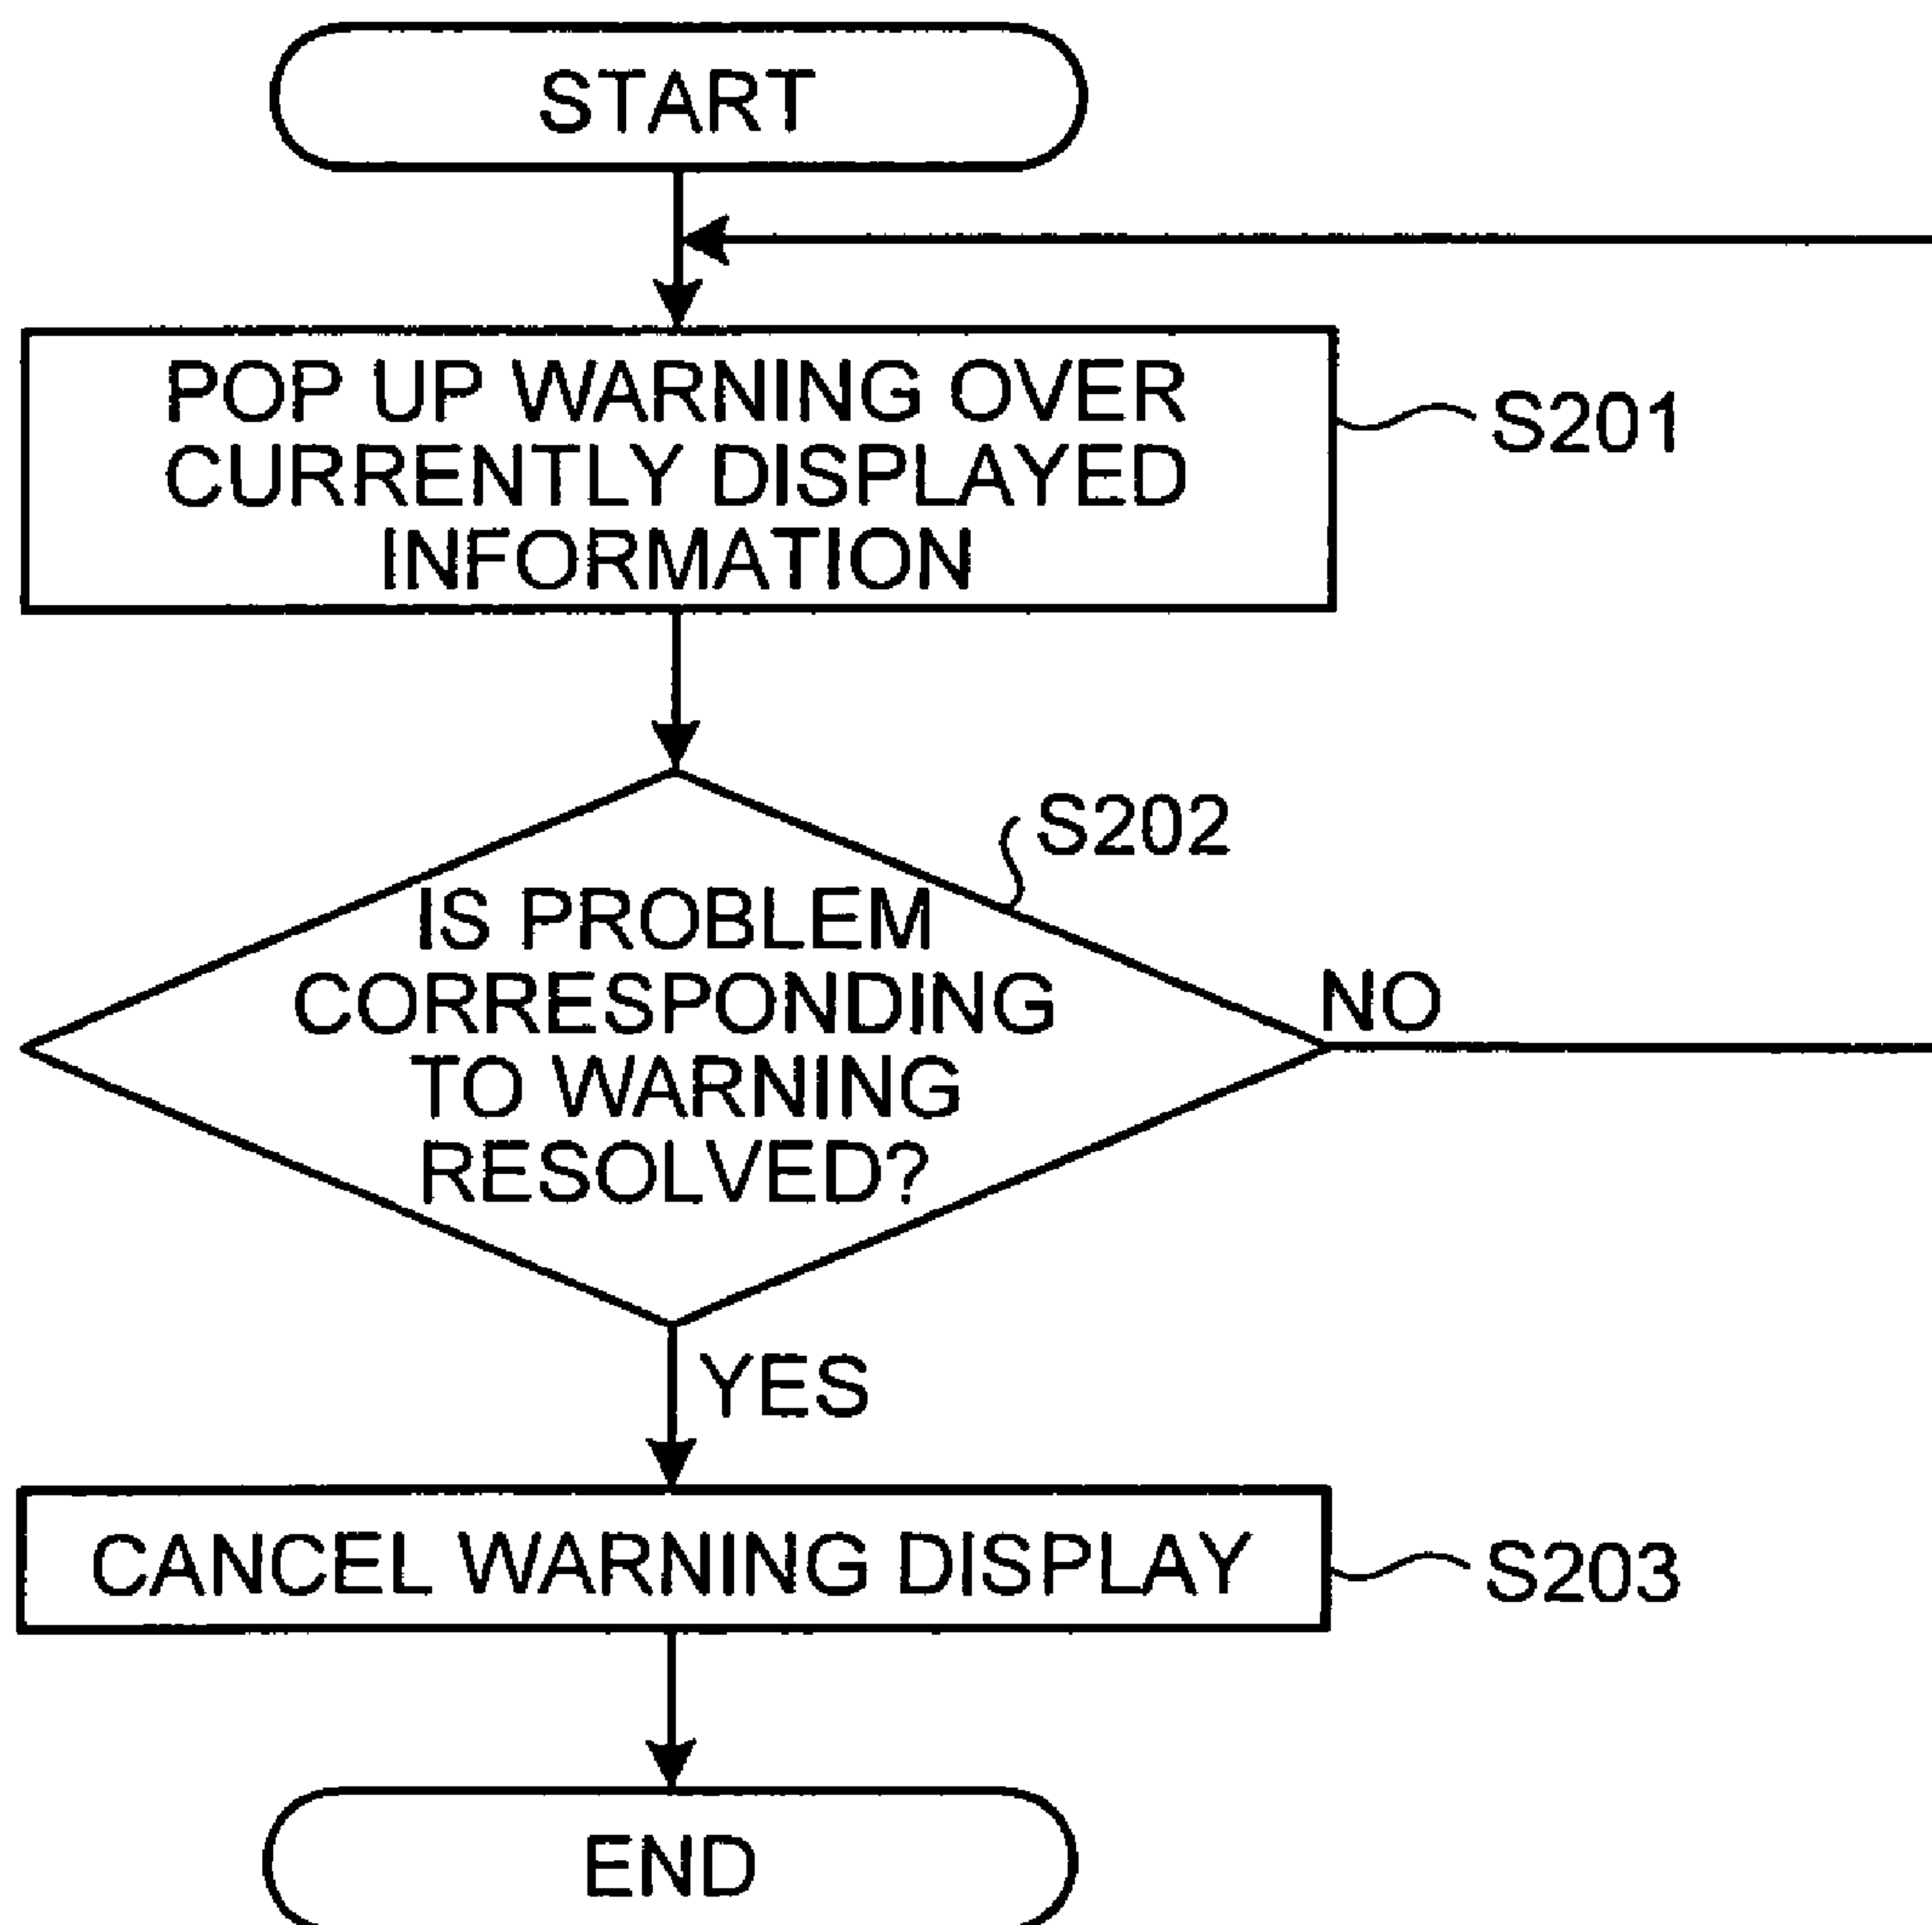 START
POP UP WARNING OVER
CURRENTLY DISPLAYED
INFORMATION
S201
S202
IS PROBLEM
CORRESPONDING
TO WARNING
RESOLVED?
NO
YES
CANCEL WARNING DISPLAY
S203
END